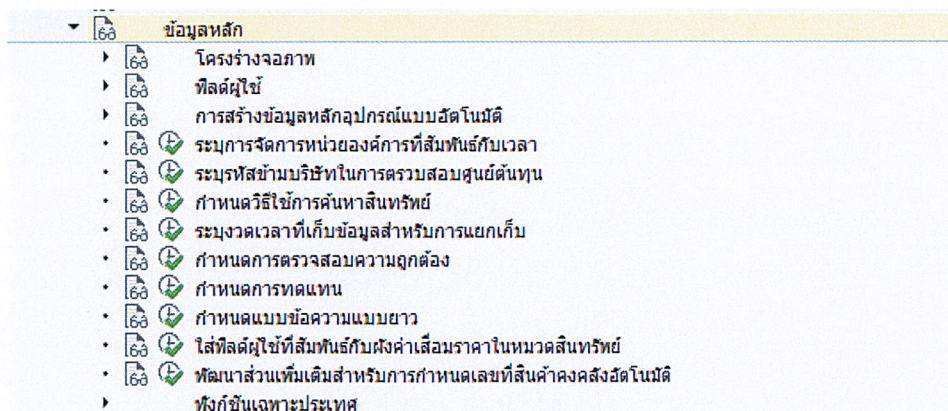 ข้อมูลหลัก
โครงร่างจอภาพ
ฟิลด์ผู้ใช้
การสร้างข้อมูลหลักอุปกรณ์แบบอัตโนมัติ
ระบุการจัดการหน่วยองค์การที่สัมพันธ์กับเวลา
ระบุรหัสข้ามบริษัทในการตรวบสอบศูนย์ต้นทุน
กำหนดวิธีใช้การค้นหาสินทรัพย์
ระบุงวดเวลาที่เก็บข้อมูลสำหรับการแยกเก็บ
กำหนดการตรวจสอบความถูกต้อง
กำหนดการทดแทน
กำหนดแบบข้อความแบบยาว
ใส่ฟิลด์ผู้ใช้ที่สัมพันธ์กับผังค่าเสื่อมราคาในหมวดสินทรัพย์
พัฒนาส่วนเพิ่มเติมสำหรับการกำหนดเลขที่สินค้าคงคลังอัตโนมัติ
ฟังก์ชันเฉพาะประเทศ